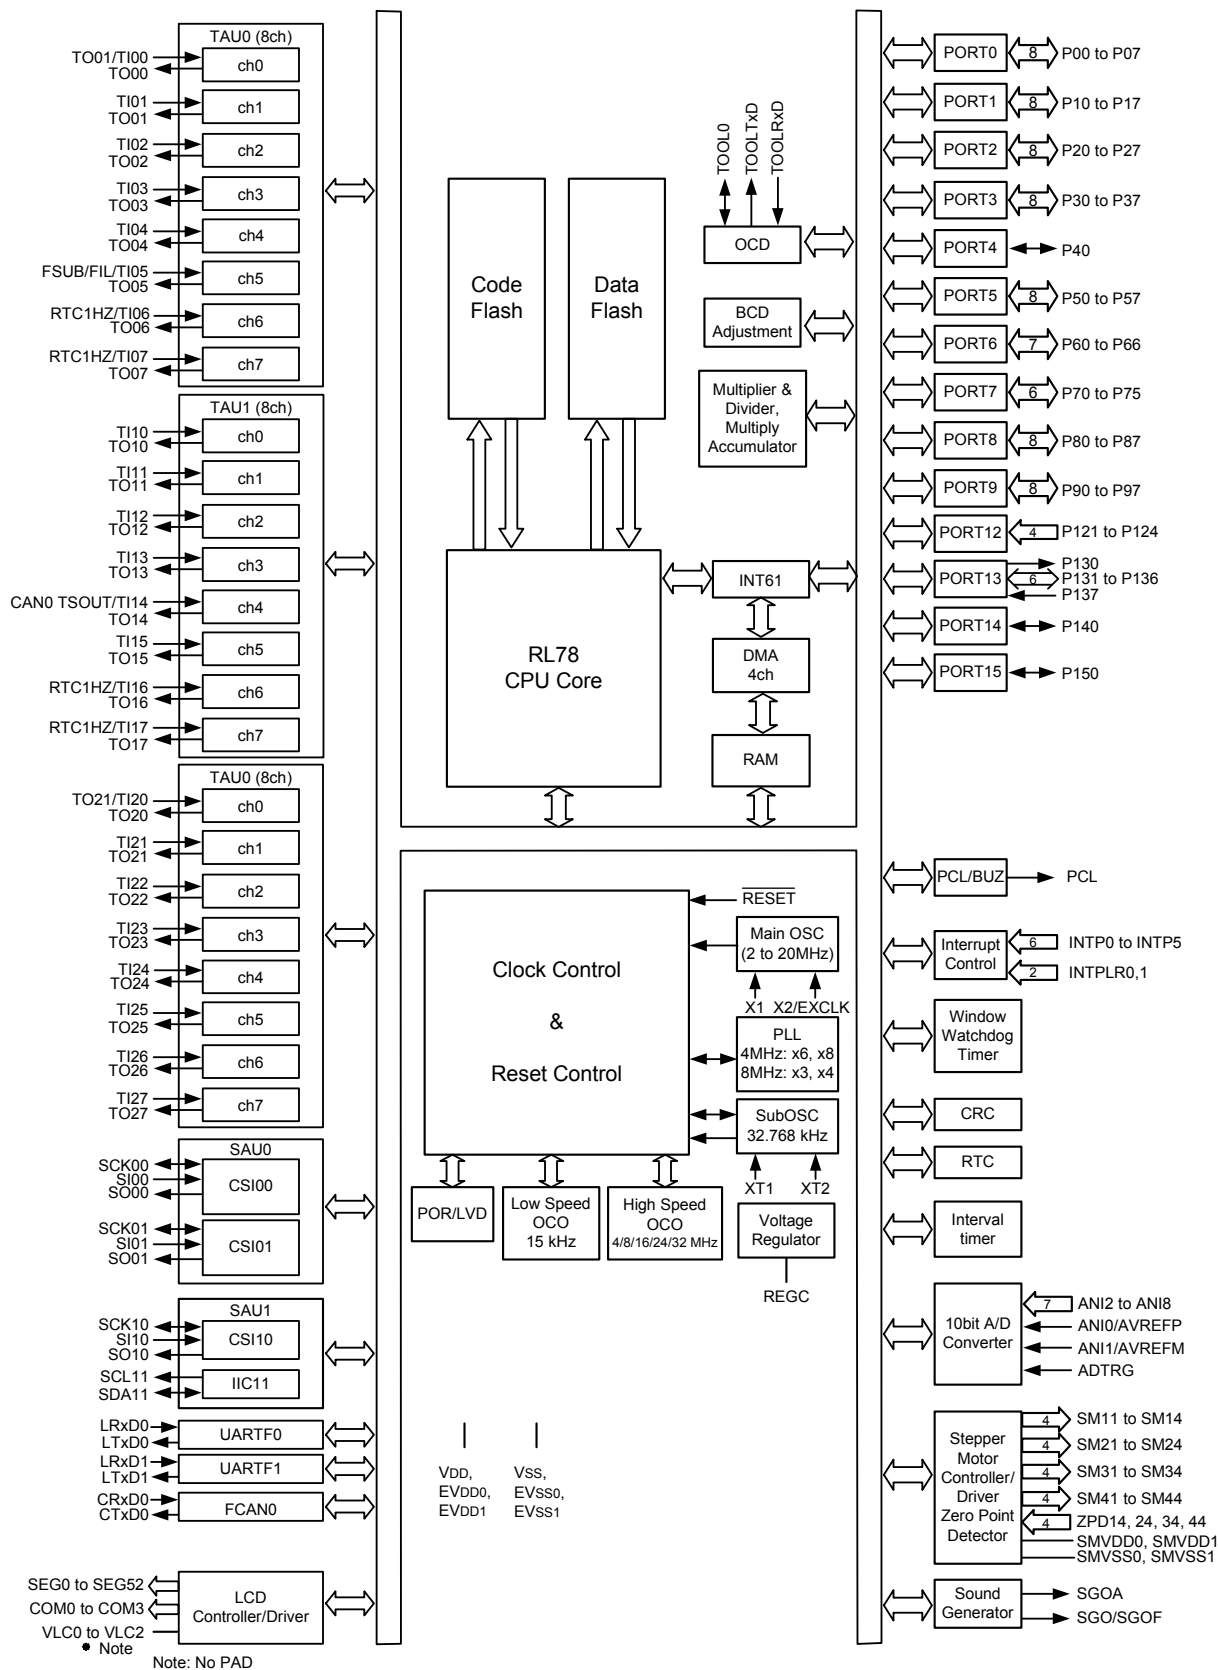 TAU0 (8ch)
TO01/TI00
TO00
ch0
TI01
TO01
ch1
TI02
TO02
ch2
TI03
TO03
ch3
TI04
TO04
ch4
FSUB/FIL/TI05
TO05
ch5
RTC1HZ/TI06
TO06
ch6
RTC1HZ/TI07
TO07
ch7
TAU1 (8ch)
TI10
TO10
ch0
TI11
TO11
ch1
TI12
TO12
ch2
TI13
TO13
ch3
CAN0 TSOUT/TI14
TO14
ch4
TI15
TO15
ch5
RTC1HZ/TI16
TO16
ch6
RTC1HZ/TI17
TO17
ch7
TAU0 (8ch)
TO21/TI20
TO20
ch0
TI21
TO21
ch1
TI22
TO22
ch2
TI23
TO23
ch3
TI24
TO24
ch4
TI25
TO25
ch5
TI26
TO26
ch6
TI27
TO27
ch7
SAU0
SCK00
SI00
SO00
CSI00
SCK01
SI01
SO01
CSI01
SAU1
SCK10
SI10
SO10
CSI10
SCL11
SDA11
IIC11
LRxD0
LTxD0
UARTF0
LRxD1
LTxD1
UARTF1
CRxD0
CTxD0
FCAN0
SEG0 to SEG52
COM0 to COM3
VLC0 to VLC2
● Note
LCD
Controller/Driver
Note: No PAD
Code
Flash
Data
Flash
TOOL0
TOOLTxD
TOOLRxD
OCD
BCD
Adjustment
Multiplier &
Divider,
Multiply
Accumulator
RL78
CPU Core
INT61
DMA
4ch
RAM
Clock Control
&
Reset Control
RESET
Main OSC
(2 to 20MHz)
X1 X2/EXCLK
PLL
4MHz: x6, x8
8MHz: x3, x4
SubOSC
32.768 kHz
XT1 XT2
POR/LVD
Low Speed
OCO
15 kHz
High Speed
OCO
4/8/16/24/32 MHz
Voltage
Regulator
REGC
VDD,
EVDD0,
EVDD1
VSS,
EVSS0,
EVSS1
PORT0 8 P00 to P07
PORT1 8 P10 to P17
PORT2 8 P20 to P27
PORT3 8 P30 to P37
PORT4 P40
PORT5 8 P50 to P57
PORT6 7 P60 to P66
PORT7 6 P70 to P75
PORT8 8 P80 to P87
PORT9 8 P90 to P97
PORT12 4 P121 to P124
P130
PORT13 6 P131 to P136
P137
PORT14 P140
PORT15 P150
PCL/BUZ PCL
Interrupt
Control
6 INTP0 to INTP5
2 INTPLR0,1
Window
Watchdog
Timer
CRC
RTC
Interval
timer
10bit A/D
Converter
7 ANI2 to ANI8
ANI0/AVREFP
ANI1/AVREFM
ADTRG
Stepper
Motor
Controller/
Driver
Zero Point
Detector
4 SM11 to SM14
4 SM21 to SM24
4 SM31 to SM34
4 SM41 to SM44
4 ZPD14, 24, 34, 44
SMVDD0, SMVDD1
SMVSS0, SMVSS1
Sound
Generator
SGOA
SGO/SGOF